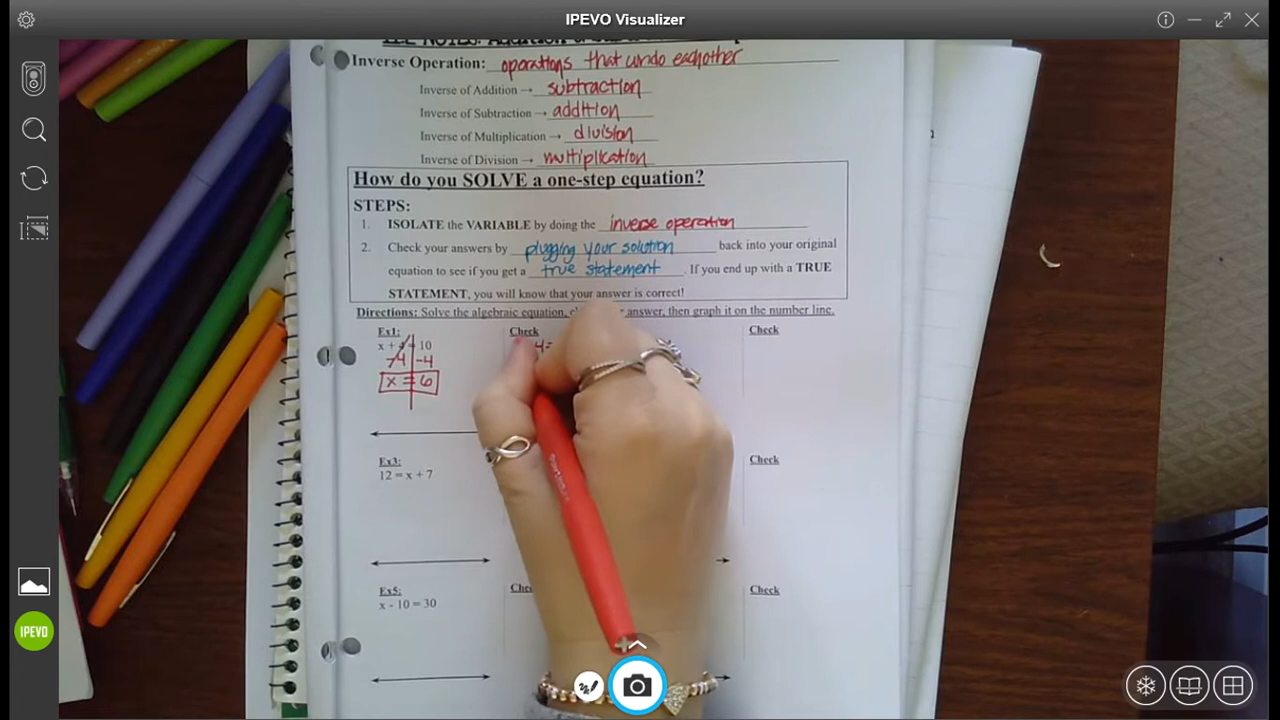 IPEVO Visualizer
Inverse Operation: operations that undo eachother
Inverse of Addition → subtraction
Inverse of Subtraction → addition
Inverse of Multiplication → division
Inverse of Division → multiplication
How do you SOLVE a one-step equation?
STEPS:
1. ISOLATE the VARIABLE by doing the inverse operation
2. Check your answers by plugging your solution back into your original
equation to see if you get a true statement. If you end up with a TRUE
STATEMENT, you will know that your answer is correct!
Directions: Solve the algebraic equation, answer, then graph it on the number line.
Ex1: Check Check
x + 4 = 10 4=
-4 -4
x = 6
Ex3: Check
12 = x + 7
Ex5: Check
x - 10 = 30
IPEVO